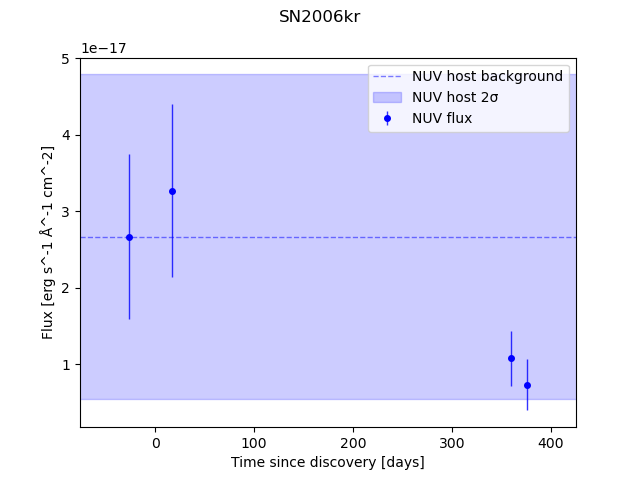 SN2006kr
1e−17
NUV host background
NUV host 2σ
NUV flux
5
4
3
2
1
Flux [erg s^-1 Å^-1 cm^-2]
0 100 200 300 400
Time since discovery [days]